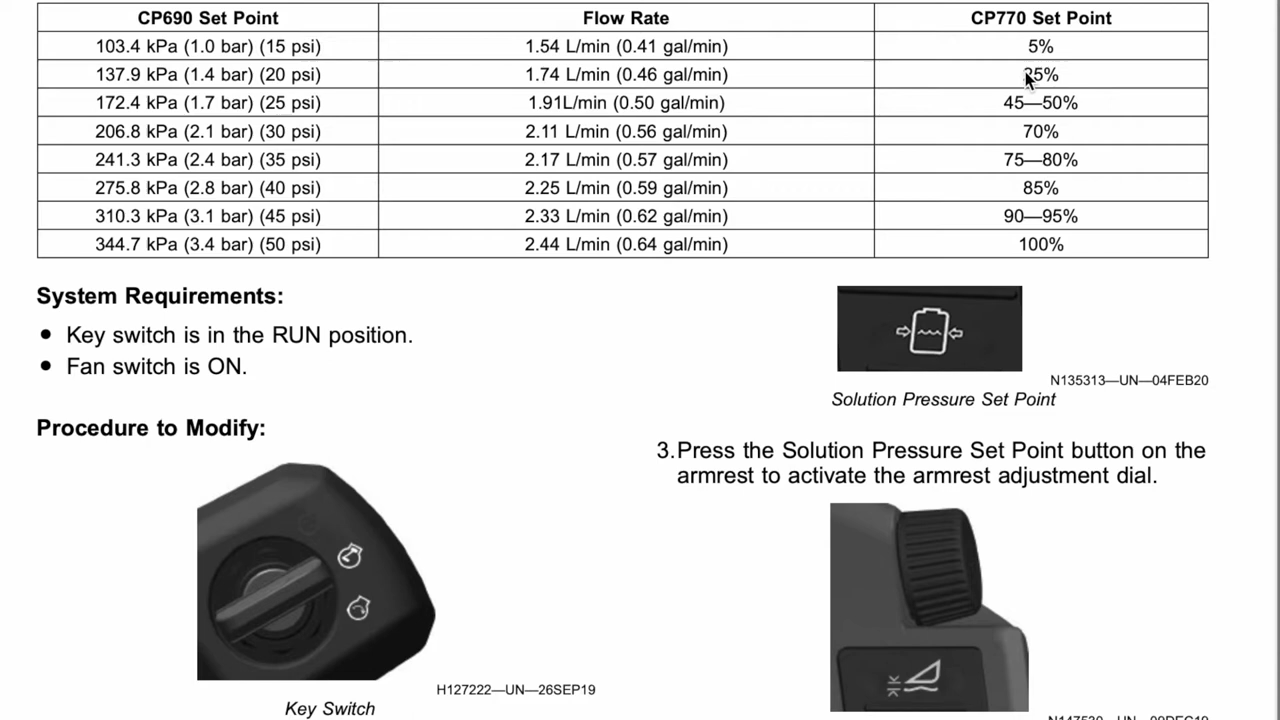 CP690 Set Point Flow Rate CP770 Set Point
103.4 kPa (1.0 bar) (15 psi) 1.54 L/min (0.41 gal/min) 5%
137.9 kPa (1.4 bar) (20 psi) 1.74 L/min (0.46 gal/min)
172.4 kPa (1.7 bar) (25 psi) 1.91L/min (0.50 gal/min) 45—50%
206.8 kPa (2.1 bar) (30 psi) 2.11 L/min (0.56 gal/min) 70%
241.3 kPa (2.4 bar) (35 psi) 2.17 L/min (0.57 gal/min) 75—80%
275.8 kPa (2.8 bar) (40 psi) 2.25 L/min (0.59 gal/min) 85%
310.3 kPa (3.1 bar) (45 psi) 2.33 L/min (0.62 gal/min) 90—95%
344.7 kPa (3.4 bar) (50 psi) 2.44 L/min (0.64 gal/min) 100%
System Requirements:
• Key switch is in the RUN position.
• Fan switch is ON.
Procedure to Modify:
H127222—UN—26SEP19
Key Switch
N135313—UN—04FEB20
Solution Pressure Set Point
3.Press the Solution Pressure Set Point button on the
armrest to activate the armrest adjustment dial.